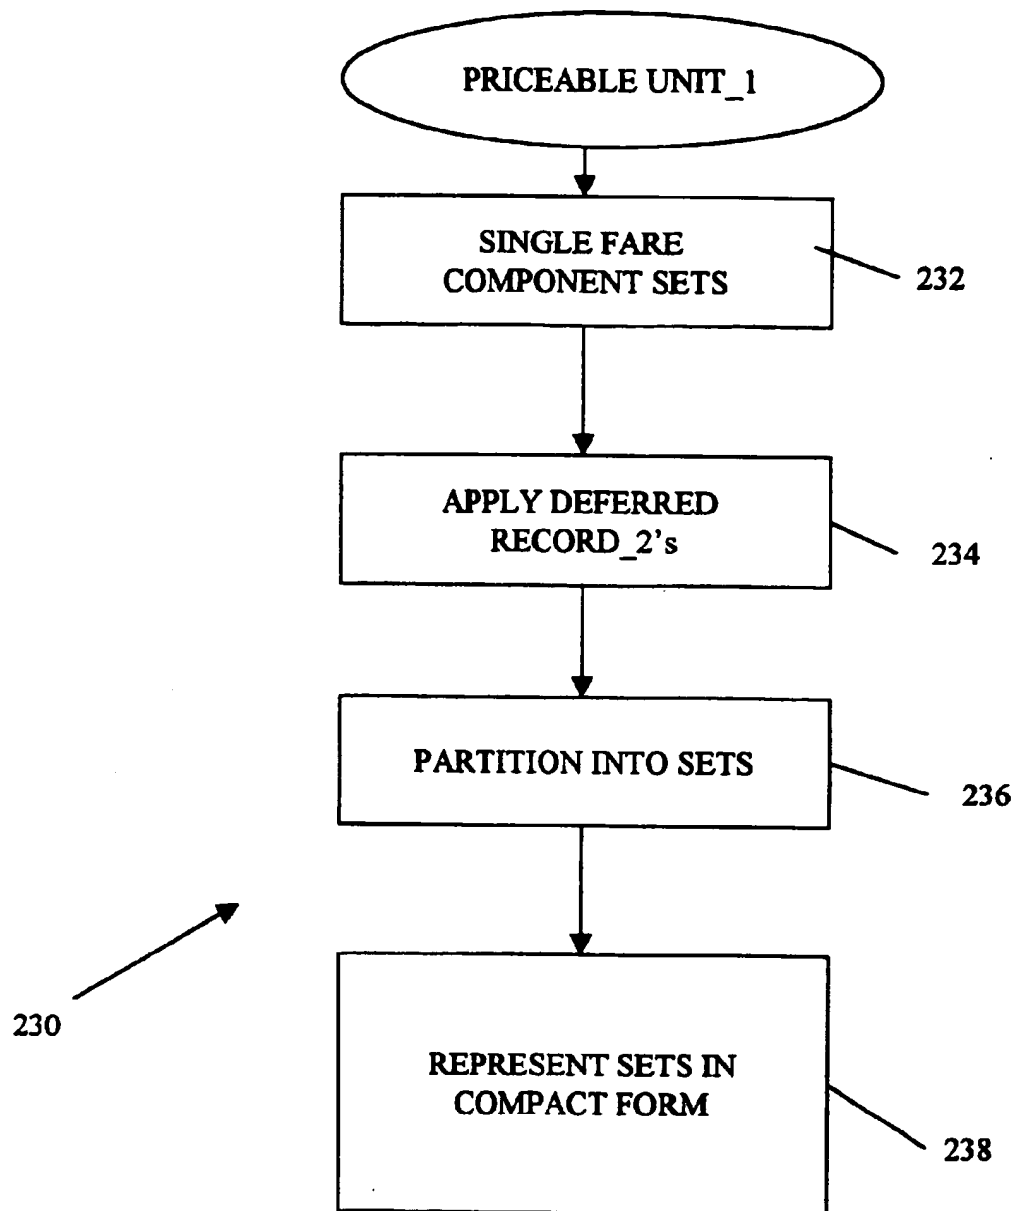 PRICEABLE UNIT_1
SINGLE FARE
COMPONENT SETS
232
APPLY DEFERRED
RECORD_2's
234
PARTITION INTO SETS
236
230
REPRESENT SETS IN
COMPACT FORM
238